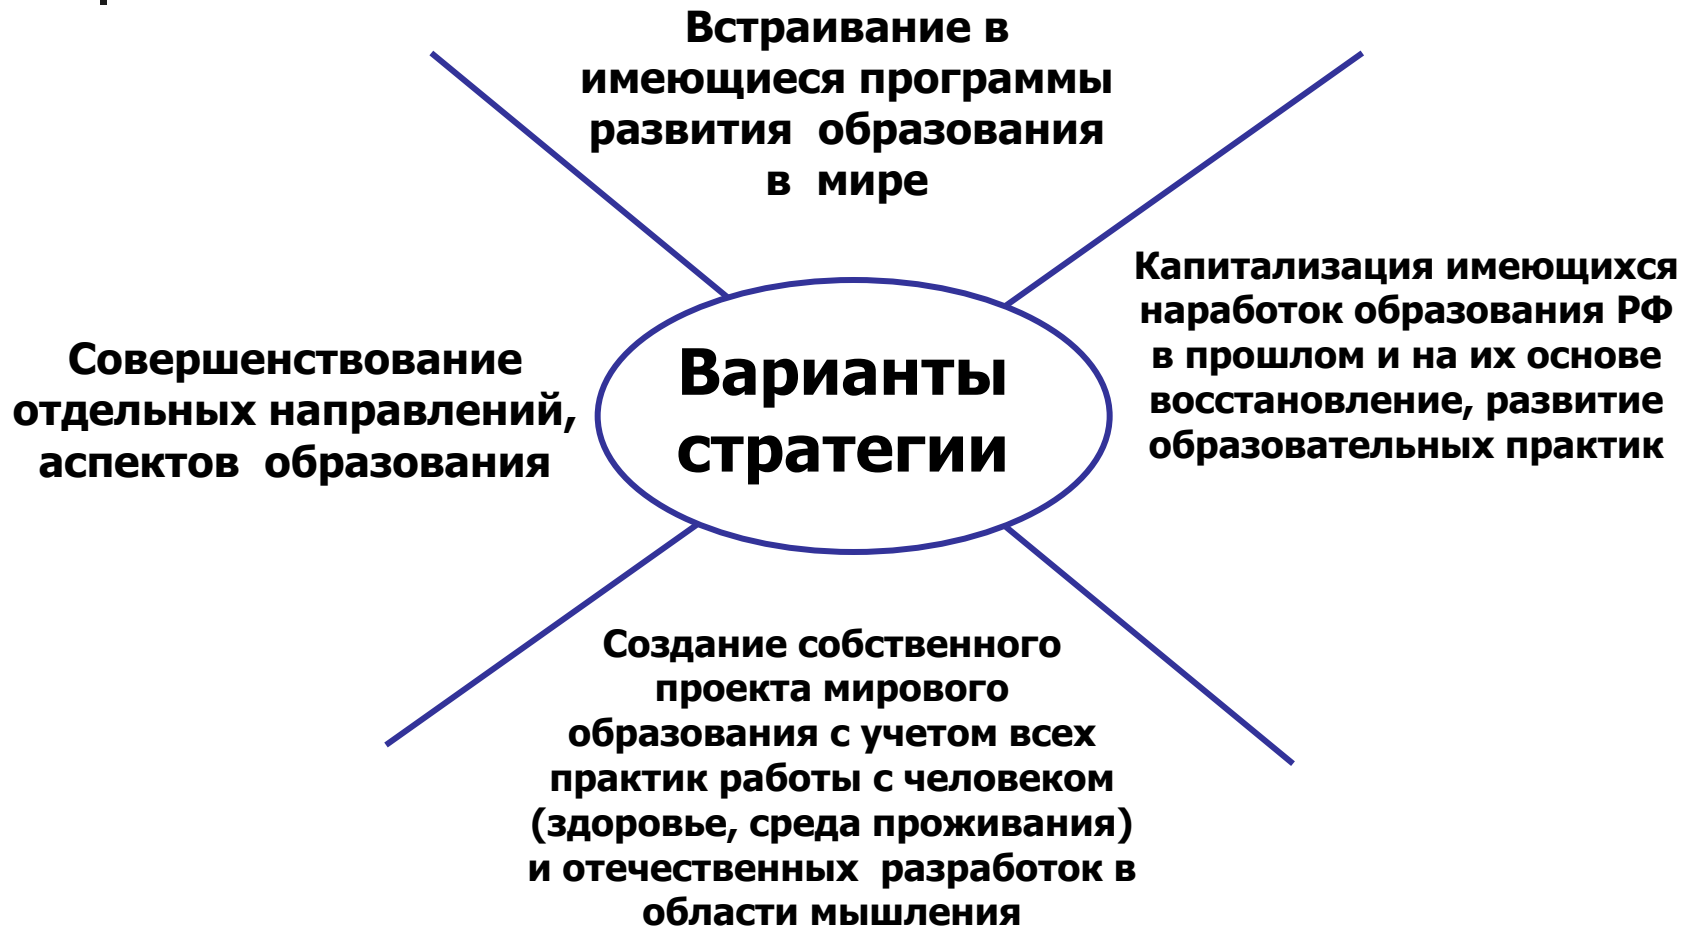 Встраивание в
имеющиеся программы
развития образования
в мире
Капитализация имеющихся
наработок образования РФ
в прошлом и на их основе
восстановление, развитие
образовательных практик
Совершенствование
отдельных направлений,
аспектов образования
Варианты
стратегии
Создание собственного
проекта мирового
образования с учетом всех
практик работы с человеком
(здоровье, среда проживания)
и отечественных разработок в
области мышления